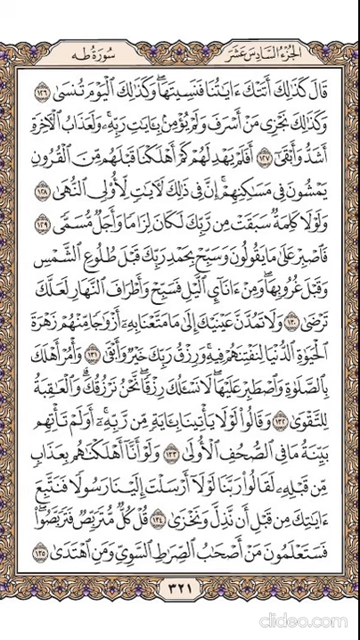 الجزء السادس عشر
سورة طه
قَالَ كَذَٰلِكَ أَتَتْكَ ءَايَٰتُنَا فَنَسِيتَهَا ۖ وَكَذَٰلِكَ ٱلْيَوْمَ تُنسَىٰ ١٢٦
وَكَذَٰلِكَ نَجْزِى مَنْ أَسْرَفَ وَلَمْ يُؤْمِنۢ بِـَٔايَٰتِ رَبِّهِۦ ۚ وَلَعَذَابُ ٱلْءَاخِرَةِ
أَشَدُّ وَأَبْقَىٰٓ ١٢٧ أَفَلَمْ يَهْدِ لَهُمْ كَمْ أَهْلَكْنَا قَبْلَهُم مِّنَ ٱلْقُرُونِ
يَمْشُونَ فِى مَسَٰكِنِهِمْ ۗ إِنَّ فِى ذَٰلِكَ لَءَايَٰتٍ لِّأُو۟لِى ٱلنُّهَىٰ ١٢٨
وَلَوْلَا كَلِمَةٌ سَبَقَتْ مِن رَّبِّكَ لَكَانَ لِزَامًا وَأَجَلٌ مُّسَمًّى ١٢٩
فَٱصْبِرْ عَلَىٰ مَا يَقُولُونَ وَسَبِّحْ بِحَمْدِ رَبِّكَ قَبْلَ طُلُوعِ ٱلشَّمْسِ
وَقَبْلَ غُرُوبِهَا ۖ وَمِنْ ءَانَآئِ ٱلَّيْلِ فَسَبِّحْ وَأَطْرَافَ ٱلنَّهَارِ لَعَلَّكَ
تَرْضَىٰ ١٣٠ وَلَا تَمُدَّنَّ عَيْنَيْكَ إِلَىٰ مَا مَتَّعْنَا بِهِۦٓ أَزْوَٰجًا مِّنْهُمْ زَهْرَةَ
ٱلْحَيَوٰةِ ٱلدُّنْيَا لِنَفْتِنَهُمْ فِيهِ ۚ وَرِزْقُ رَبِّكَ خَيْرٌ وَأَبْقَىٰ ١٣١ وَأْمُرْ أَهْلَكَ
بِٱلصَّلَوٰةِ وَٱصْطَبِرْ عَلَيْهَا ۖ لَا نَسْـَٔلُكَ رِزْقًا ۖ نَّحْنُ نَرْزُقُكَ ۗ وَٱلْعَٰقِبَةُ
لِلتَّقْوَىٰ ١٣٢ وَقَالُوا۟ لَوْلَا يَأْتِينَا بِـَٔايَةٍ مِّن رَّبِّهِۦٓ ۚ أَوَلَمْ تَأْتِهِم
بَيِّنَةُ مَا فِى ٱلصُّحُفِ ٱلْأُولَىٰ ١٣٣ وَلَوْ أَنَّآ أَهْلَكْنَٰهُم بِعَذَابٍ
مِّن قَبْلِهِۦ لَقَالُوا۟ رَبَّنَا لَوْلَآ أَرْسَلْتَ إِلَيْنَا رَسُولًا فَنَتَّبِعَ
ءَايَٰتِكَ مِن قَبْلِ أَن نَّذِلَّ وَنَخْزَىٰ ١٣٤ قُلْ كُلٌّ مُّتَرَبِّصٌ فَتَرَبَّصُوا۟ ۖ
فَسَتَعْلَمُونَ مَنْ أَصْحَٰبُ ٱلصِّرَٰطِ ٱلسَّوِىِّ وَمَنِ ٱهْتَدَىٰ ١٣٥
٣٢١
clideo.com